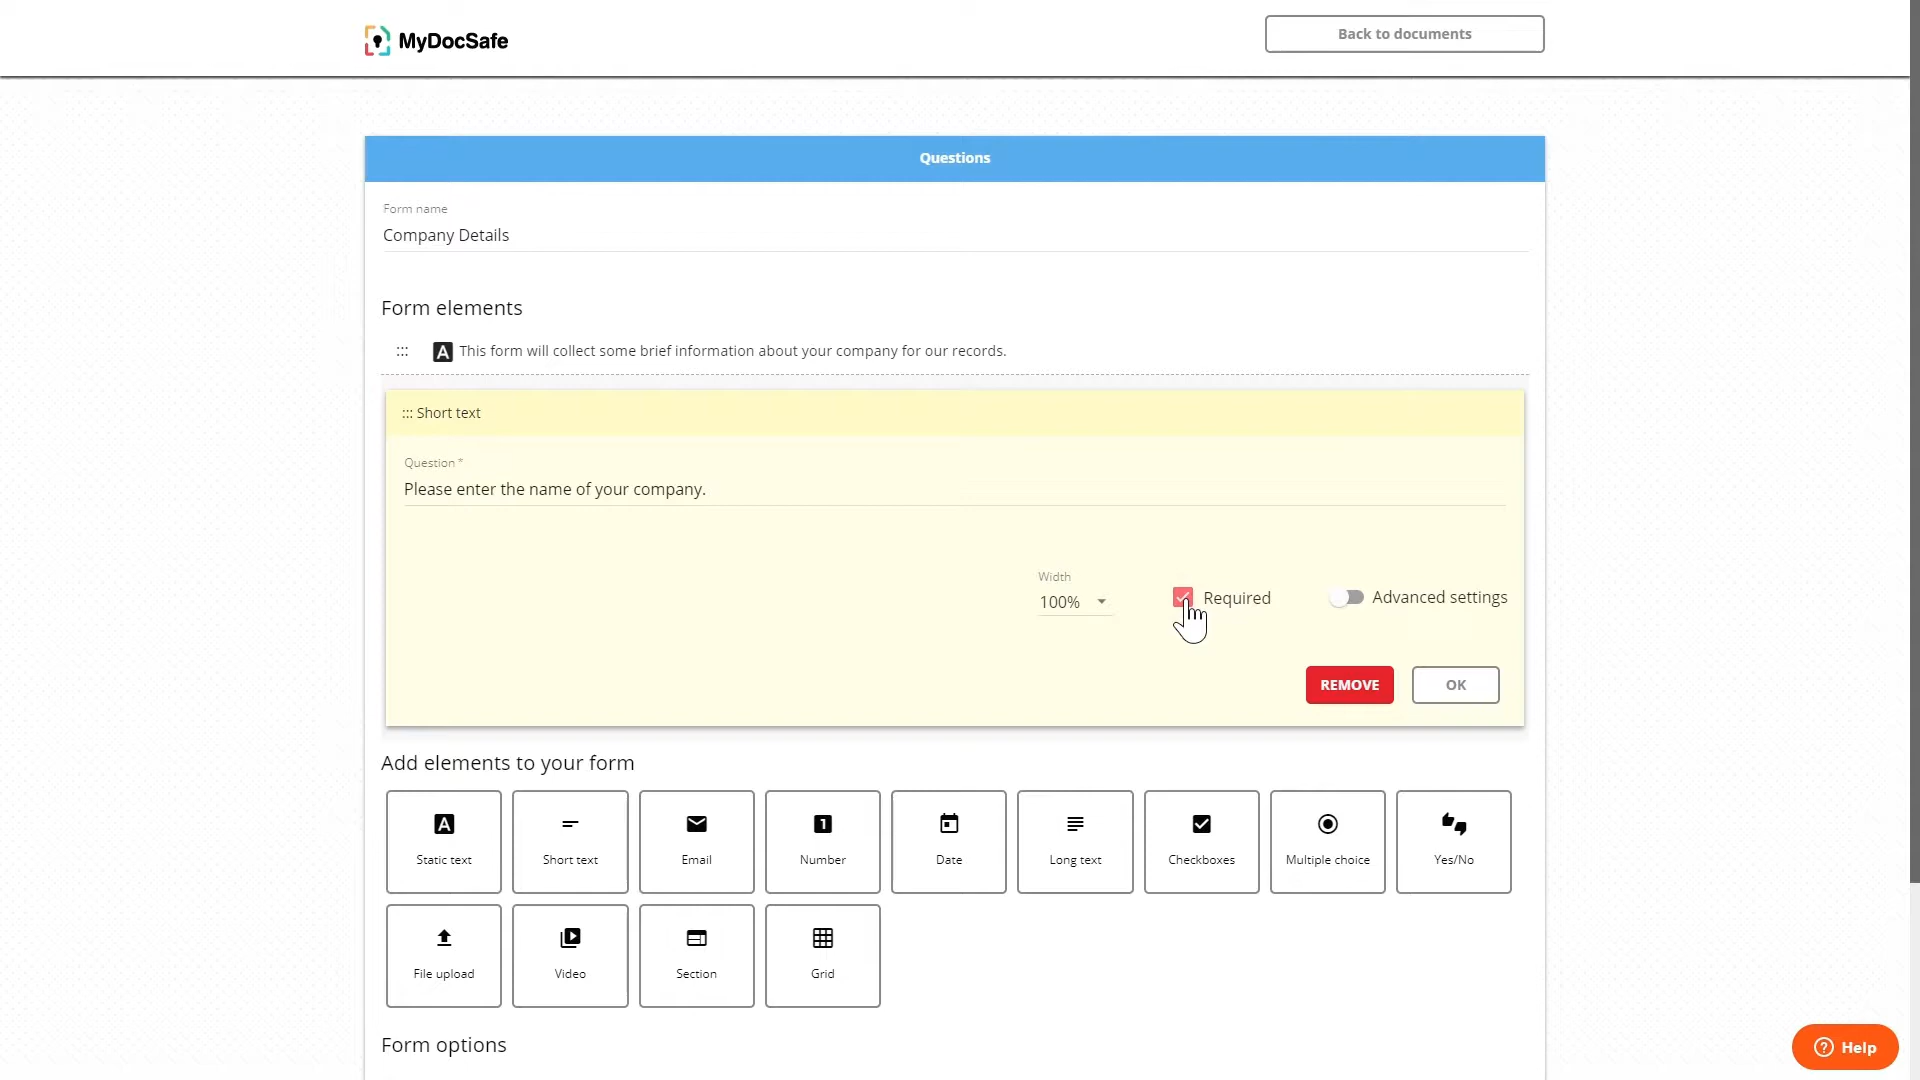 MyDocSafe
Back to documents
Questions
Form name
Company Details
Form elements
::: A This form will collect some brief information about your company for our records.
::: Short text
Question *
Please enter the name of your company.
Width
100%
Required
Advanced settings
REMOVE
OK
Add elements to your form
A
1
Static text
Short text
Email
Number
Date
Long text
Checkboxes
Multiple choice
Yes/No
File upload
Video
Section
Grid
Form options
? Help